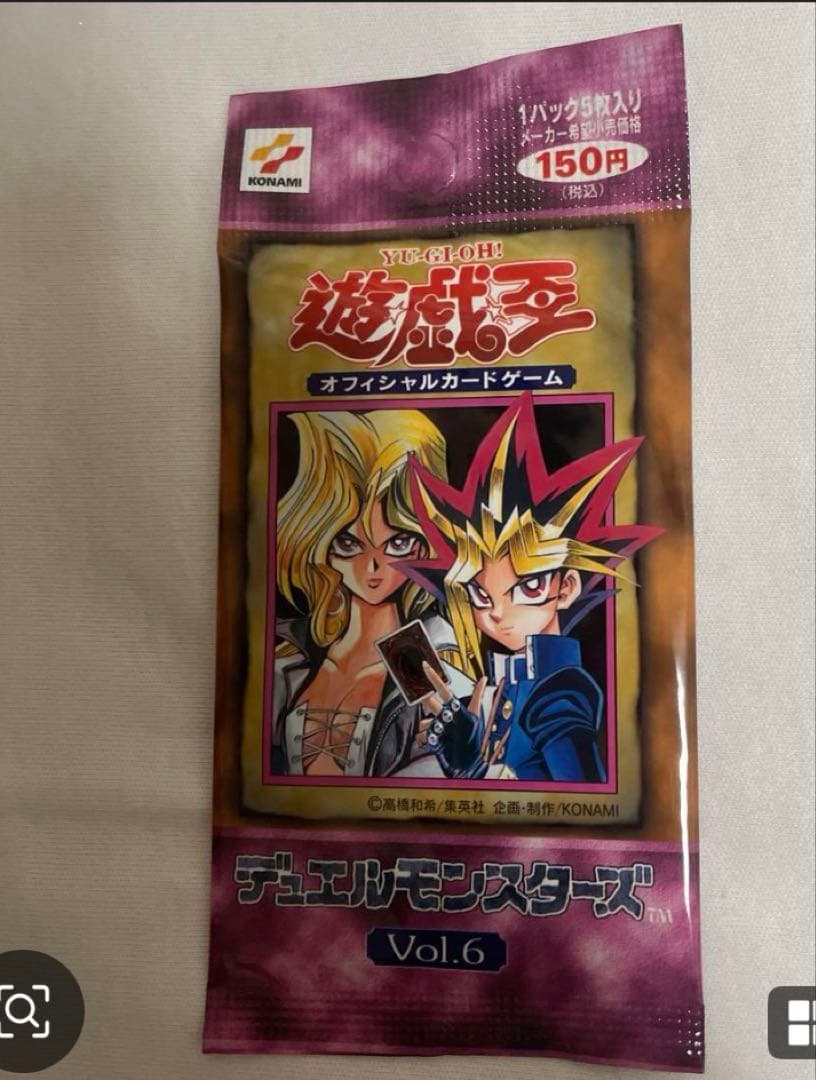 KONAMI
1パック5枚入り
メーカー希望小売価格
150円
(税込)
YU-GI-OH!
遊戯王
オフィシャルカードゲーム
©高橋和希/集英社 企画・制作/KONAMI
デュエルモンスターズ™
Vol.6